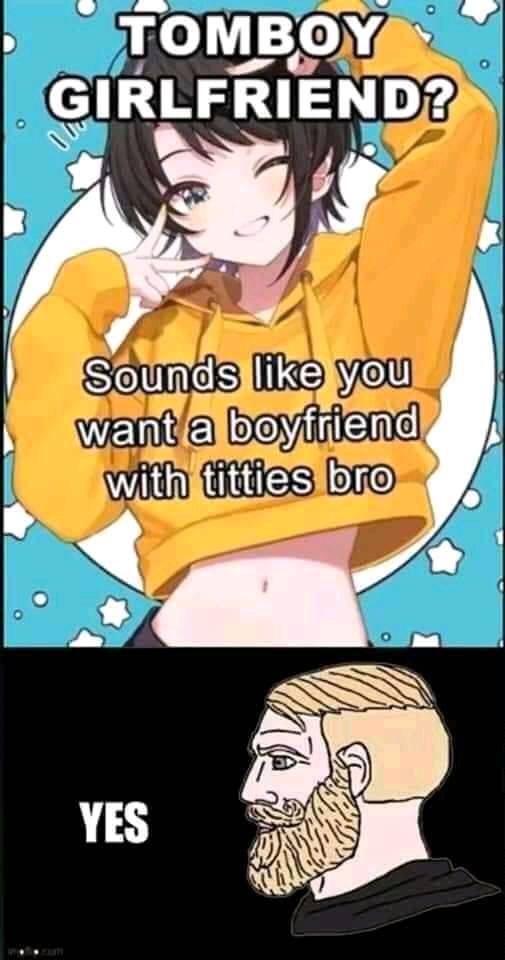 TOMBOY
GIRLFRIEND?
Sounds like you
want a boyfriend
with titties bro
YES